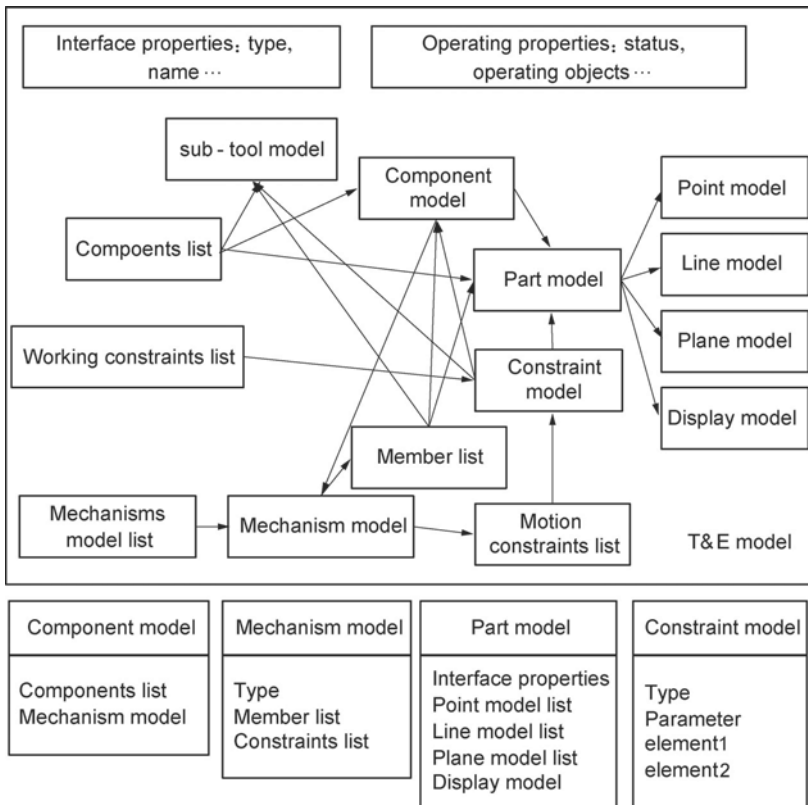 Interface properties: type,
name ···
Operating properties: status,
operating objects ···
sub - tool model
Component
model
Point model
Compoents list
Part model
Line model
Working constraints list
Constraint
model
Plane model
Display model
Member list
Mechanisms
model list
Mechanism model
Motion
constraints list
T&E model
Component model
Components list
Mechanism model
Mechanism model
Type
Member list
Constraints list
Part model
Interface properties
Point model list
Line model list
Plane model list
Display model
Constraint model
Type
Parameter
element1
element2